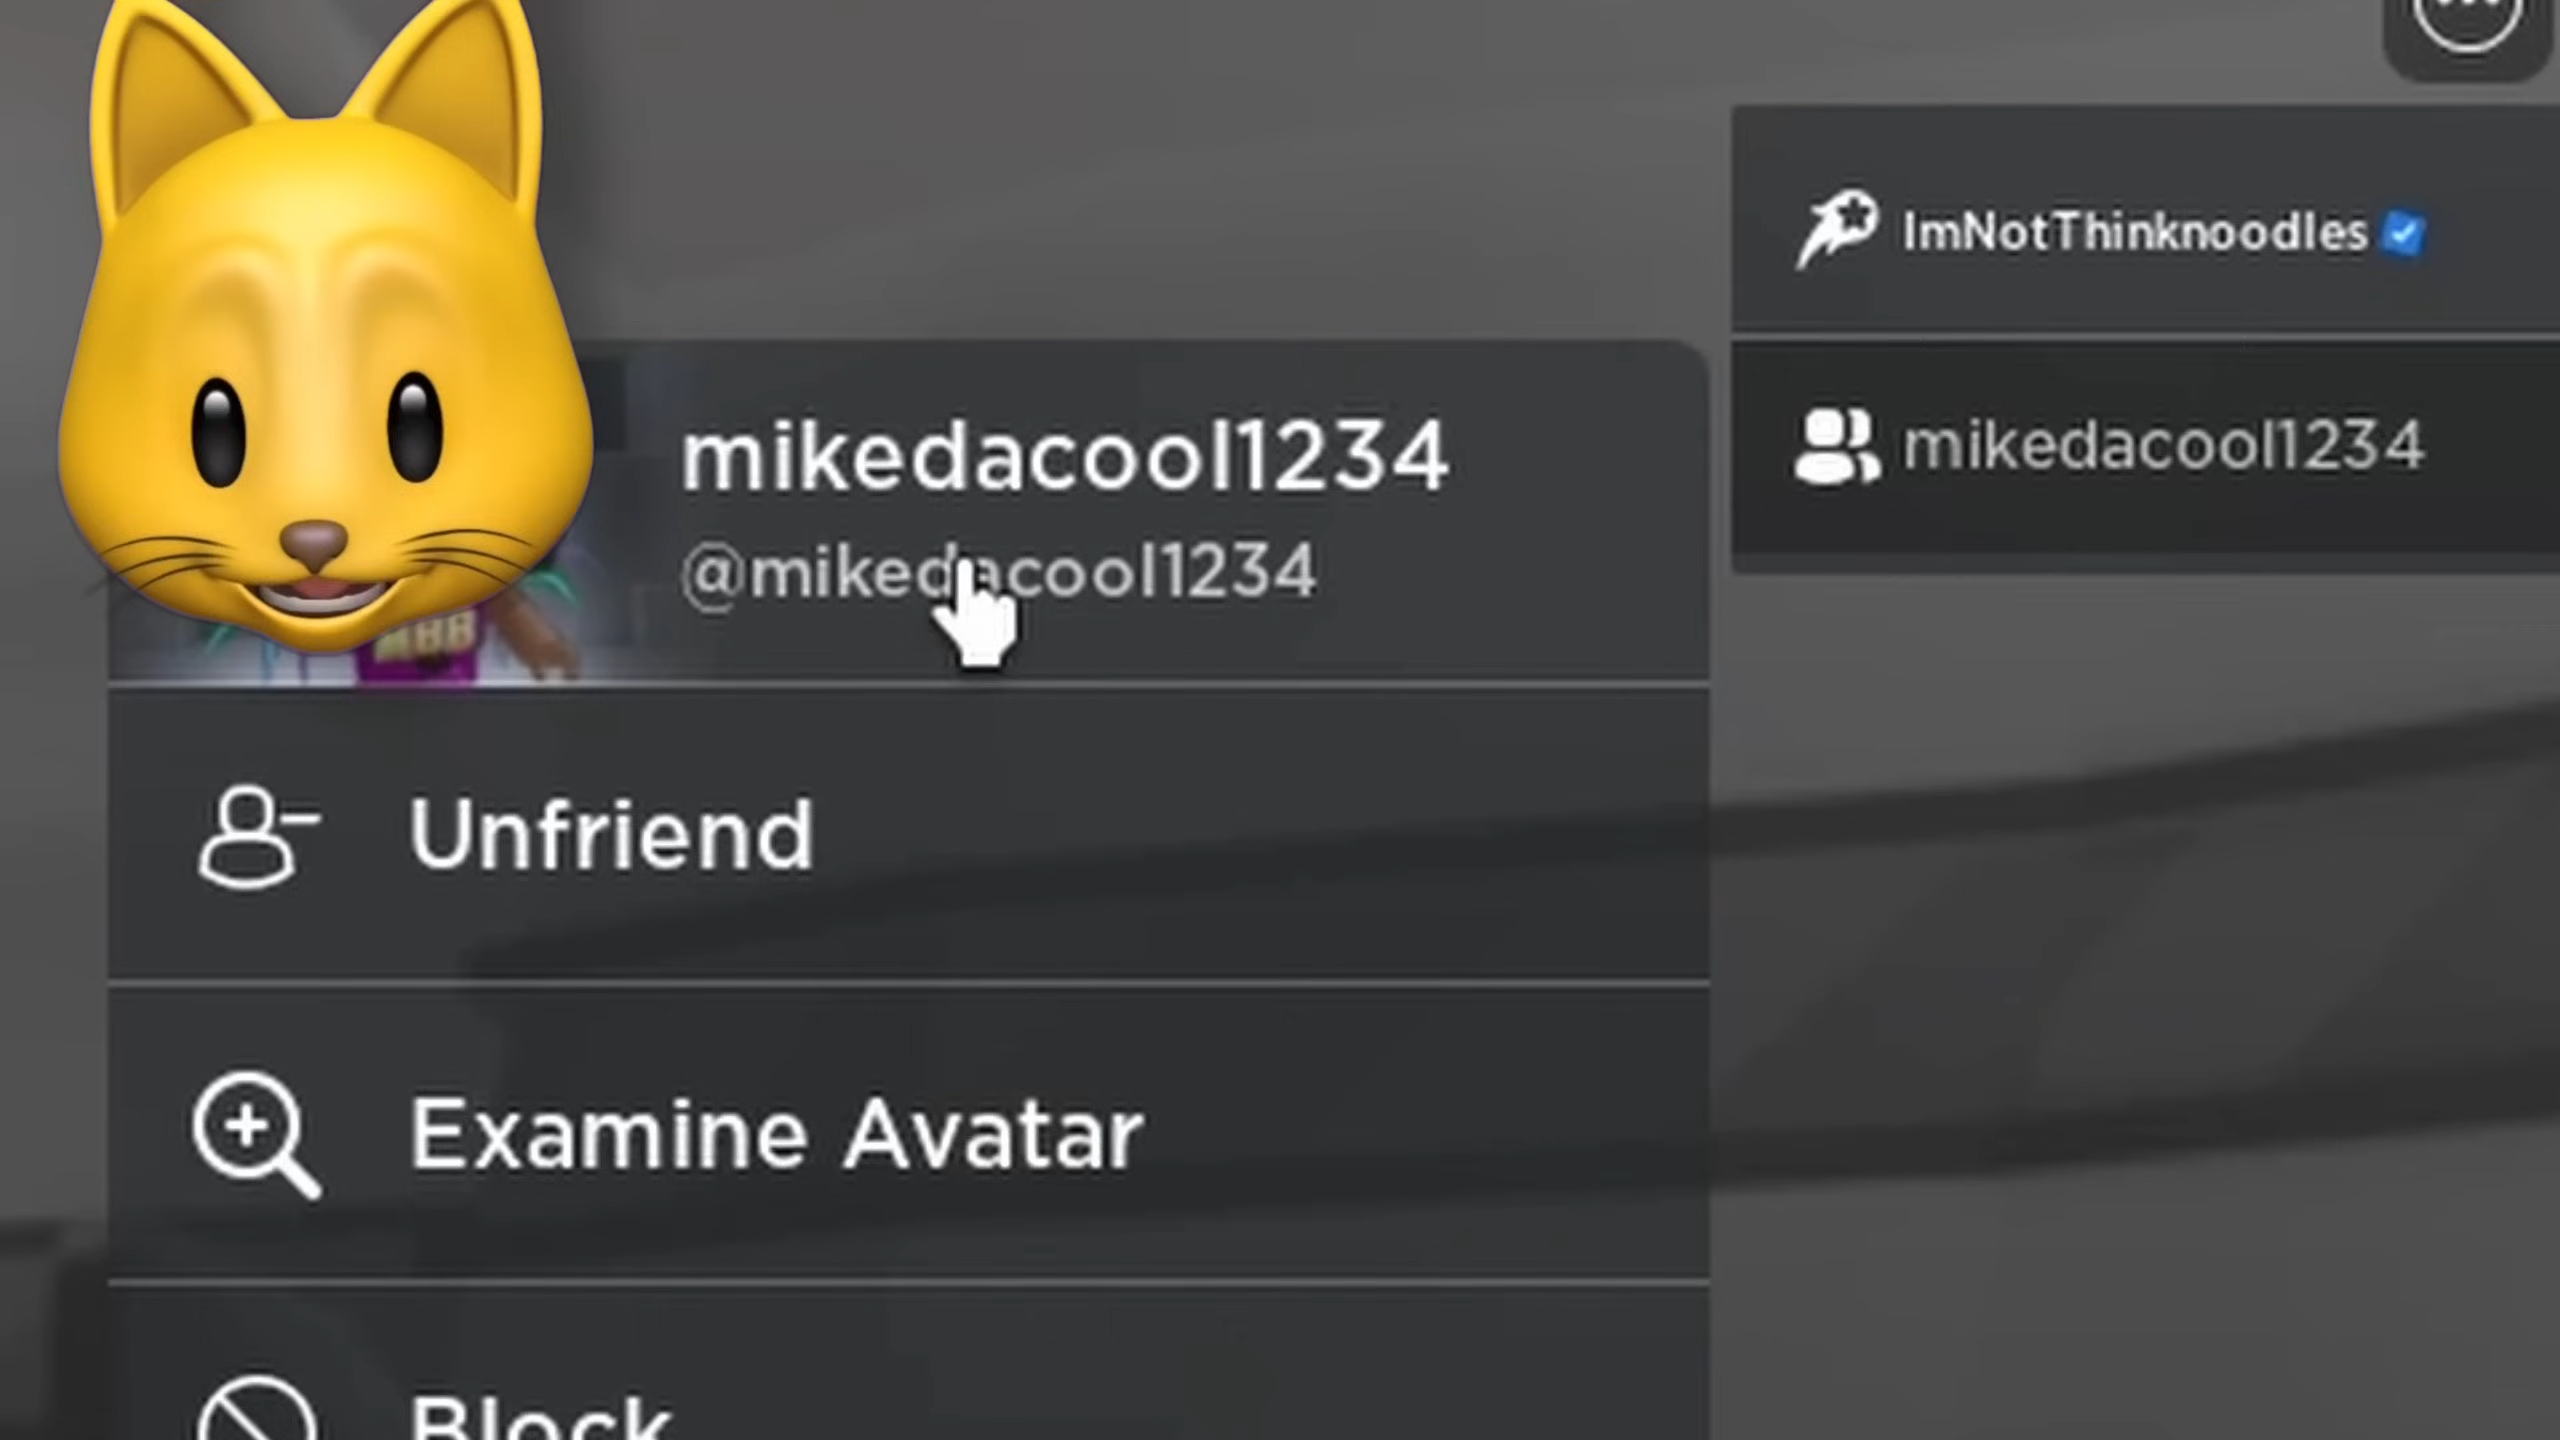 ImNotThinknoodles
mikedacool1234
mikedacool1234
@mikedacool1234
Unfriend
Examine Avatar
Block